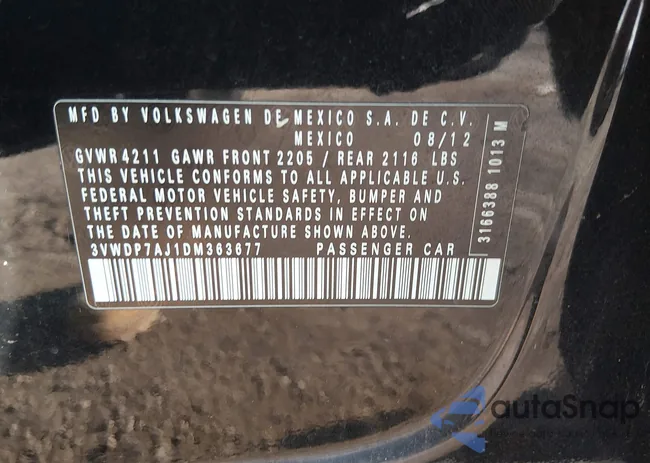 MFD BY VOLKSWAGEN DE MEXICO S.A. DE C.V.
MEXICO 08/12
GVWR 4211 GAWR FRONT 2205 / REAR 2116 LBS
THIS VEHICLE CONFORMS TO ALL APPLICABLE U.S.
FEDERAL MOTOR VEHICLE SAFETY, BUMPER AND
THEFT PREVENTION STANDARDS IN EFFECT ON
THE DATE OF MANUFACTURE SHOWN ABOVE.
3VWDP7AJ1DM363677 PASSENGER CAR
3166388 1013 M
autoSnap